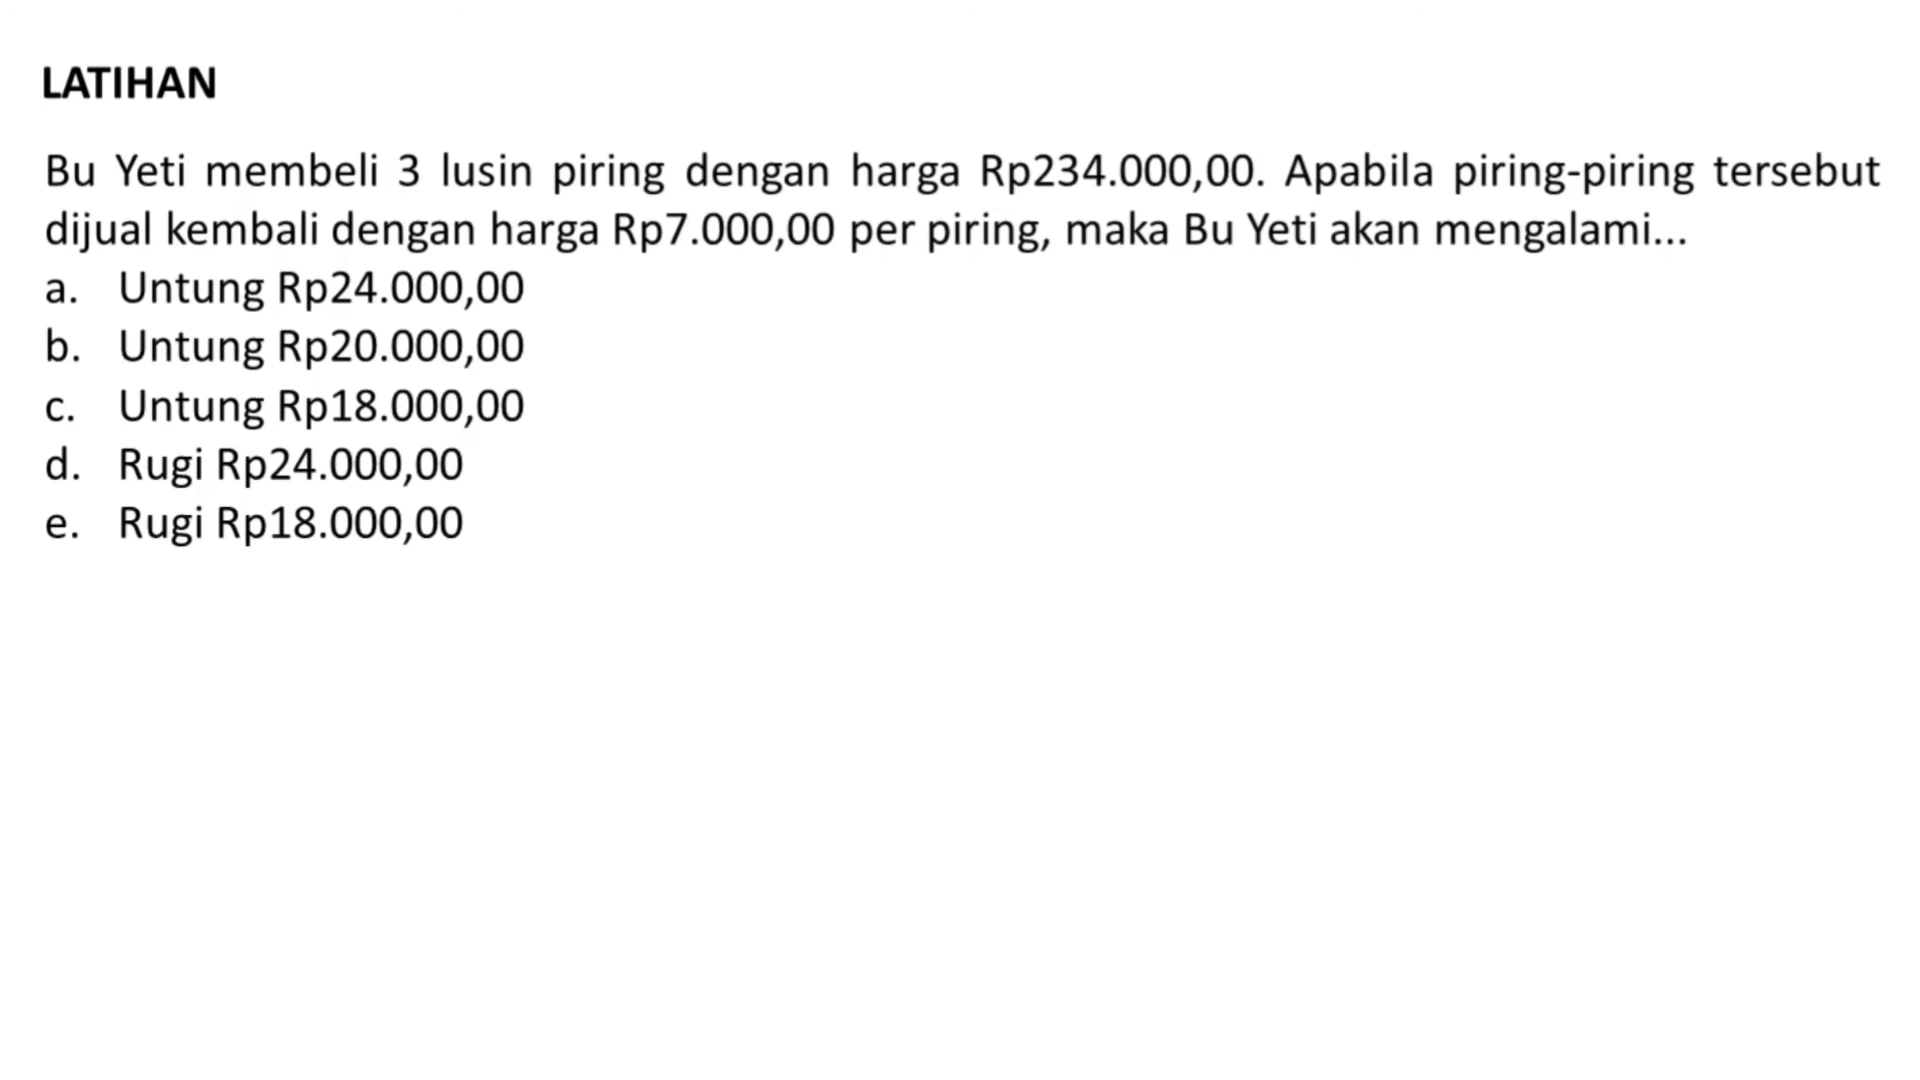 LATIHAN
Bu Yeti membeli 3 lusin piring dengan harga Rp234.000,00. Apabila piring-piring tersebut
dijual kembali dengan harga Rp7.000,00 per piring, maka Bu Yeti akan mengalami...
a. Untung Rp24.000,00
b. Untung Rp20.000,00
c. Untung Rp18.000,00
d. Rugi Rp24.000,00
e. Rugi Rp18.000,00